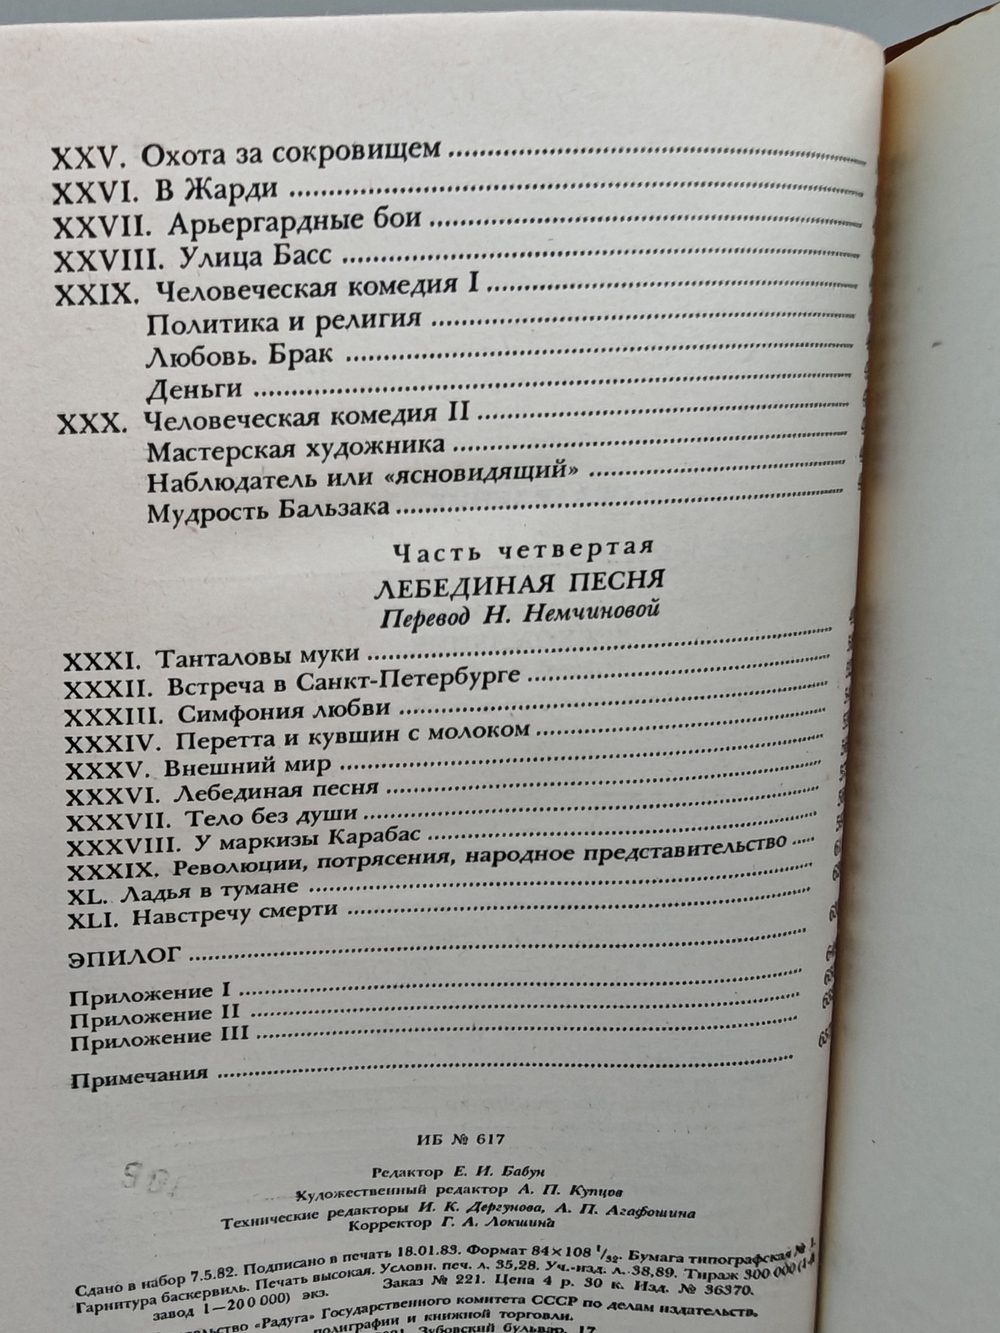 XXV. Охота за сокровищем
XXVI. В Жарди
XXVII. Арьергардные бои
XXVIII. Улица Басс
XXIX. Человеческая комедия I
Политика и религия
Любовь. Брак
Деньги
XXX. Человеческая комедия II
Мастерская художника
Наблюдатель или «ясновидящий»
Мудрость Бальзака
Часть четвертая
ЛЕБЕДИНАЯ ПЕСНЯ
Перевод Н. Немчиновой
XXXI. Танталовы муки
XXXII. Встреча в Санкт-Петербурге
XXXIII. Симфония любви
XXXIV. Перетта и кувшин с молоком
XXXV. Внешний мир
XXXVI. Лебединая песня
XXXVII. Тело без души
XXXVIII. У маркизы Карабас
XXXIX. Революции, потрясения, народное представительство
XL. Ладья в тумане
XLI. Навстречу смерти
ЭПИЛОГ
Приложение I
Приложение II
Приложение III
Примечания
ИБ № 617
Редактор Е. И. Бабун
Художественный редактор А. П. Купцов
Технические редакторы И. К. Дергунова, А. П. Агафошина
Корректор Г. А. Локшина
Сдано в набор 7.5.82. Подписано в печать 18.01.83. Формат 84×108 1/32. Бумага типографская № 1.
Гарнитура баскервиль. Печать высокая. Условн. печ. л. 35,28. Уч.-изд. л. 38,89. Тираж 300 000
завод 1—200 000) экз. Заказ № 221. Цена 4 р. 30 к. Изд. № 36370.
«Радуга» Государственного комитета СССР по делам издательств,
полиграфии и книжной торговли.
Зубовский бульвар, 17